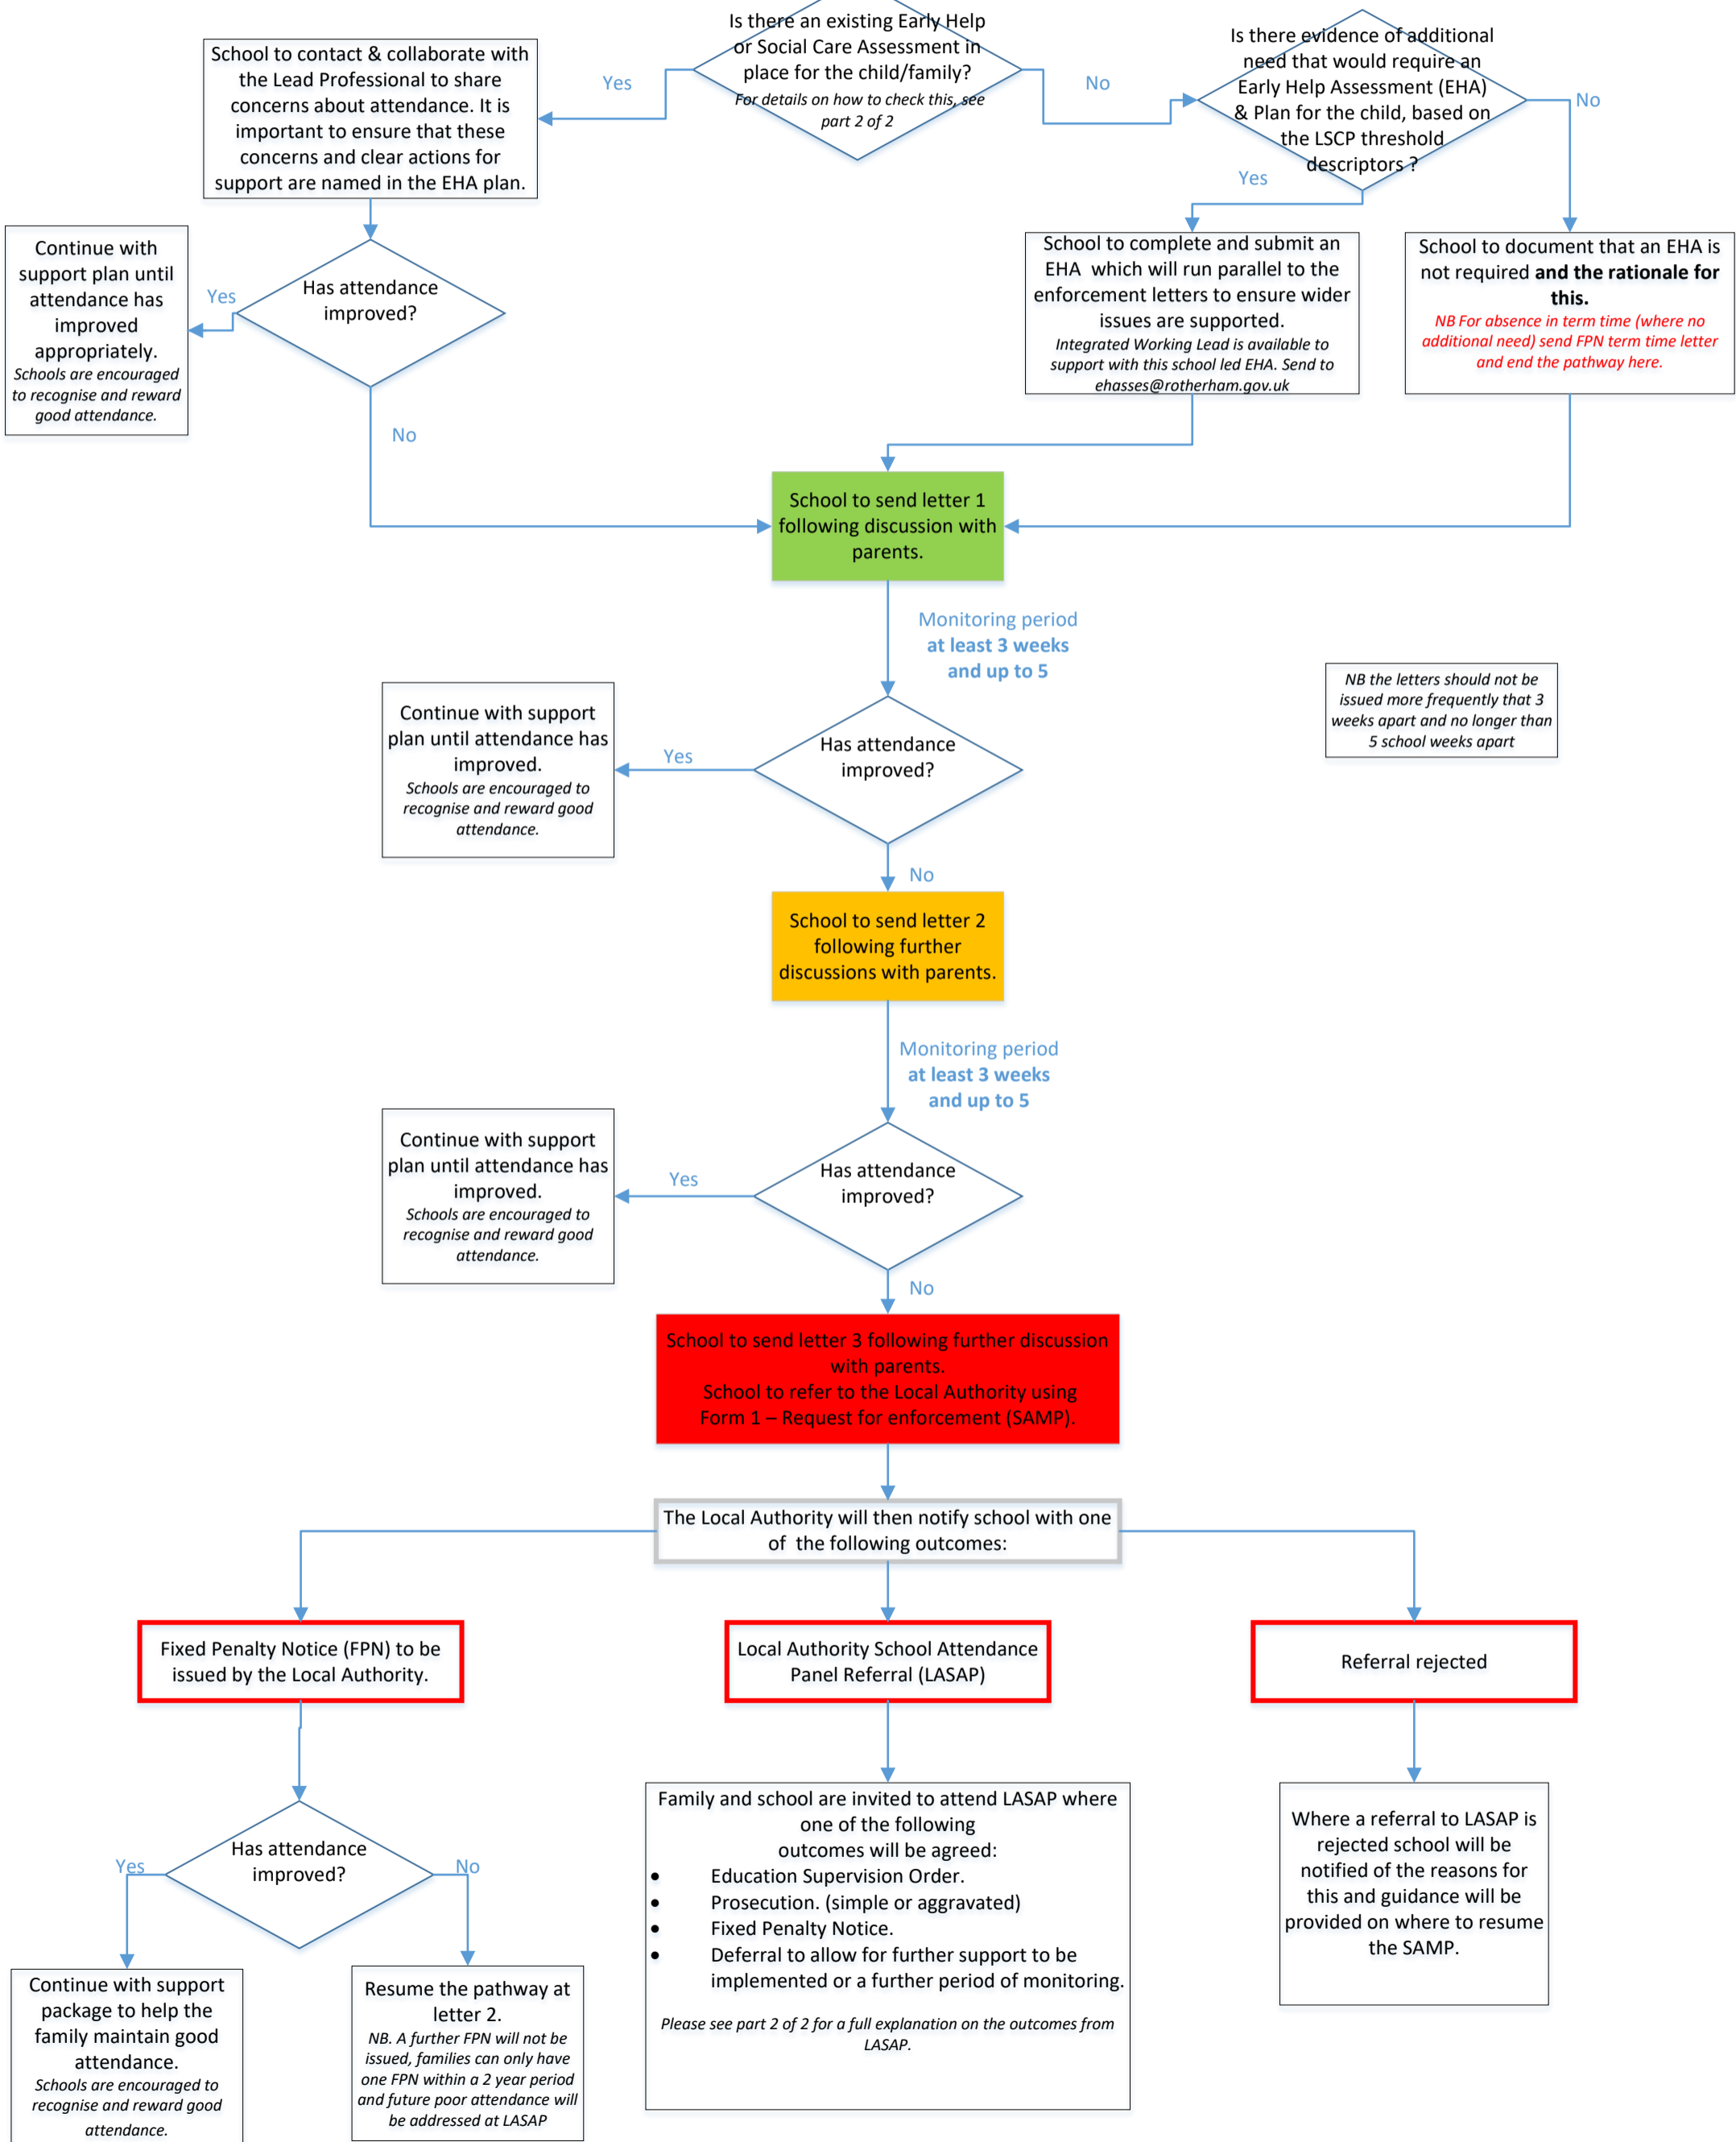 Is there an existing Early Help
or Social Care Assessment in
place for the child/family?
For details on how to check this, see
part 2 of 2
Yes
No
School to contact & collaborate with
the Lead Professional to share
concerns about attendance. It is
important to ensure that these
concerns and clear actions for
support are named in the EHA plan.
Is there evidence of additional
need that would require an
Early Help Assessment (EHA)
& Plan for the child, based on
the LSCP threshold
descriptors ?
Yes
No
Has attendance
improved?
Yes
No
Continue with
support plan until
attendance has
improved
appropriately.
Schools are encouraged
to recognise and reward
good attendance.
School to complete and submit an
EHA which will run parallel to the
enforcement letters to ensure wider
issues are supported.
Integrated Working Lead is available to
support with this school led EHA. Send to
ehasses@rotherham.gov.uk
School to document that an EHA is
not required and the rationale for
this.
NB For absence in term time (where no
additional need) send FPN term time letter
and end the pathway here.
School to send letter 1
following discussion with
parents.
Monitoring period
at least 3 weeks
and up to 5
NB the letters should not be
issued more frequently that 3
weeks apart and no longer than
5 school weeks apart
Has attendance
improved?
Yes
No
Continue with support
plan until attendance has
improved.
Schools are encouraged to
recognise and reward good
attendance.
School to send letter 2
following further
discussions with parents.
Monitoring period
at least 3 weeks
and up to 5
Has attendance
improved?
Yes
No
Continue with support
plan until attendance has
improved.
Schools are encouraged to
recognise and reward good
attendance.
School to send letter 3 following further discussion
with parents.
School to refer to the Local Authority using
Form 1 – Request for enforcement (SAMP).
The Local Authority will then notify school with one
of the following outcomes:
Fixed Penalty Notice (FPN) to be
issued by the Local Authority.
Local Authority School Attendance
Panel Referral (LASAP)
Referral rejected
Has attendance
improved?
Yes
No
Continue with support
package to help the
family maintain good
attendance.
Schools are encouraged to
recognise and reward good
attendance.
Resume the pathway at
letter 2.
NB. A further FPN will not be
issued, families can only have
one FPN within a 2 year period
and future poor attendance will
be addressed at LASAP
Family and school are invited to attend LASAP where
one of the following
outcomes will be agreed:
• Education Supervision Order.
• Prosecution. (simple or aggravated)
• Fixed Penalty Notice.
• Deferral to allow for further support to be
implemented or a further period of monitoring.
Please see part 2 of 2 for a full explanation on the outcomes from
LASAP.
Where a referral to LASAP is
rejected school will be
notified of the reasons for
this and guidance will be
provided on where to resume
the SAMP.